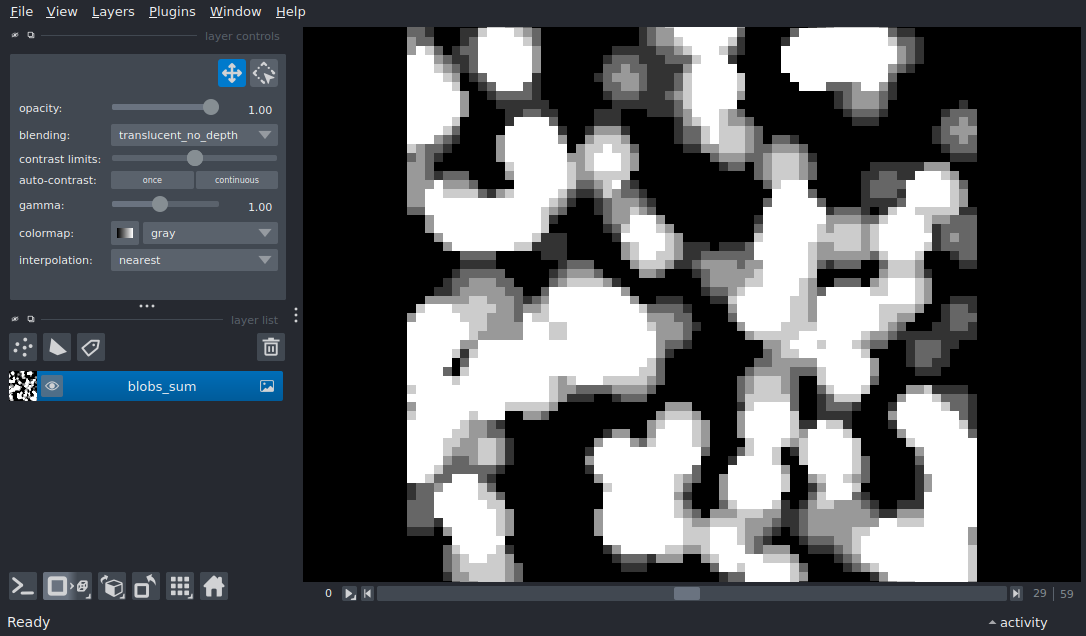 File View Layers Plugins Window Help
layer controls
opacity: 1.00
blending: translucent_no_depth
contrast limits:
auto-contrast: once continuous
gamma: 1.00
colormap: gray
interpolation: nearest
layer list
blobs_sum
0 29 59
Ready activity